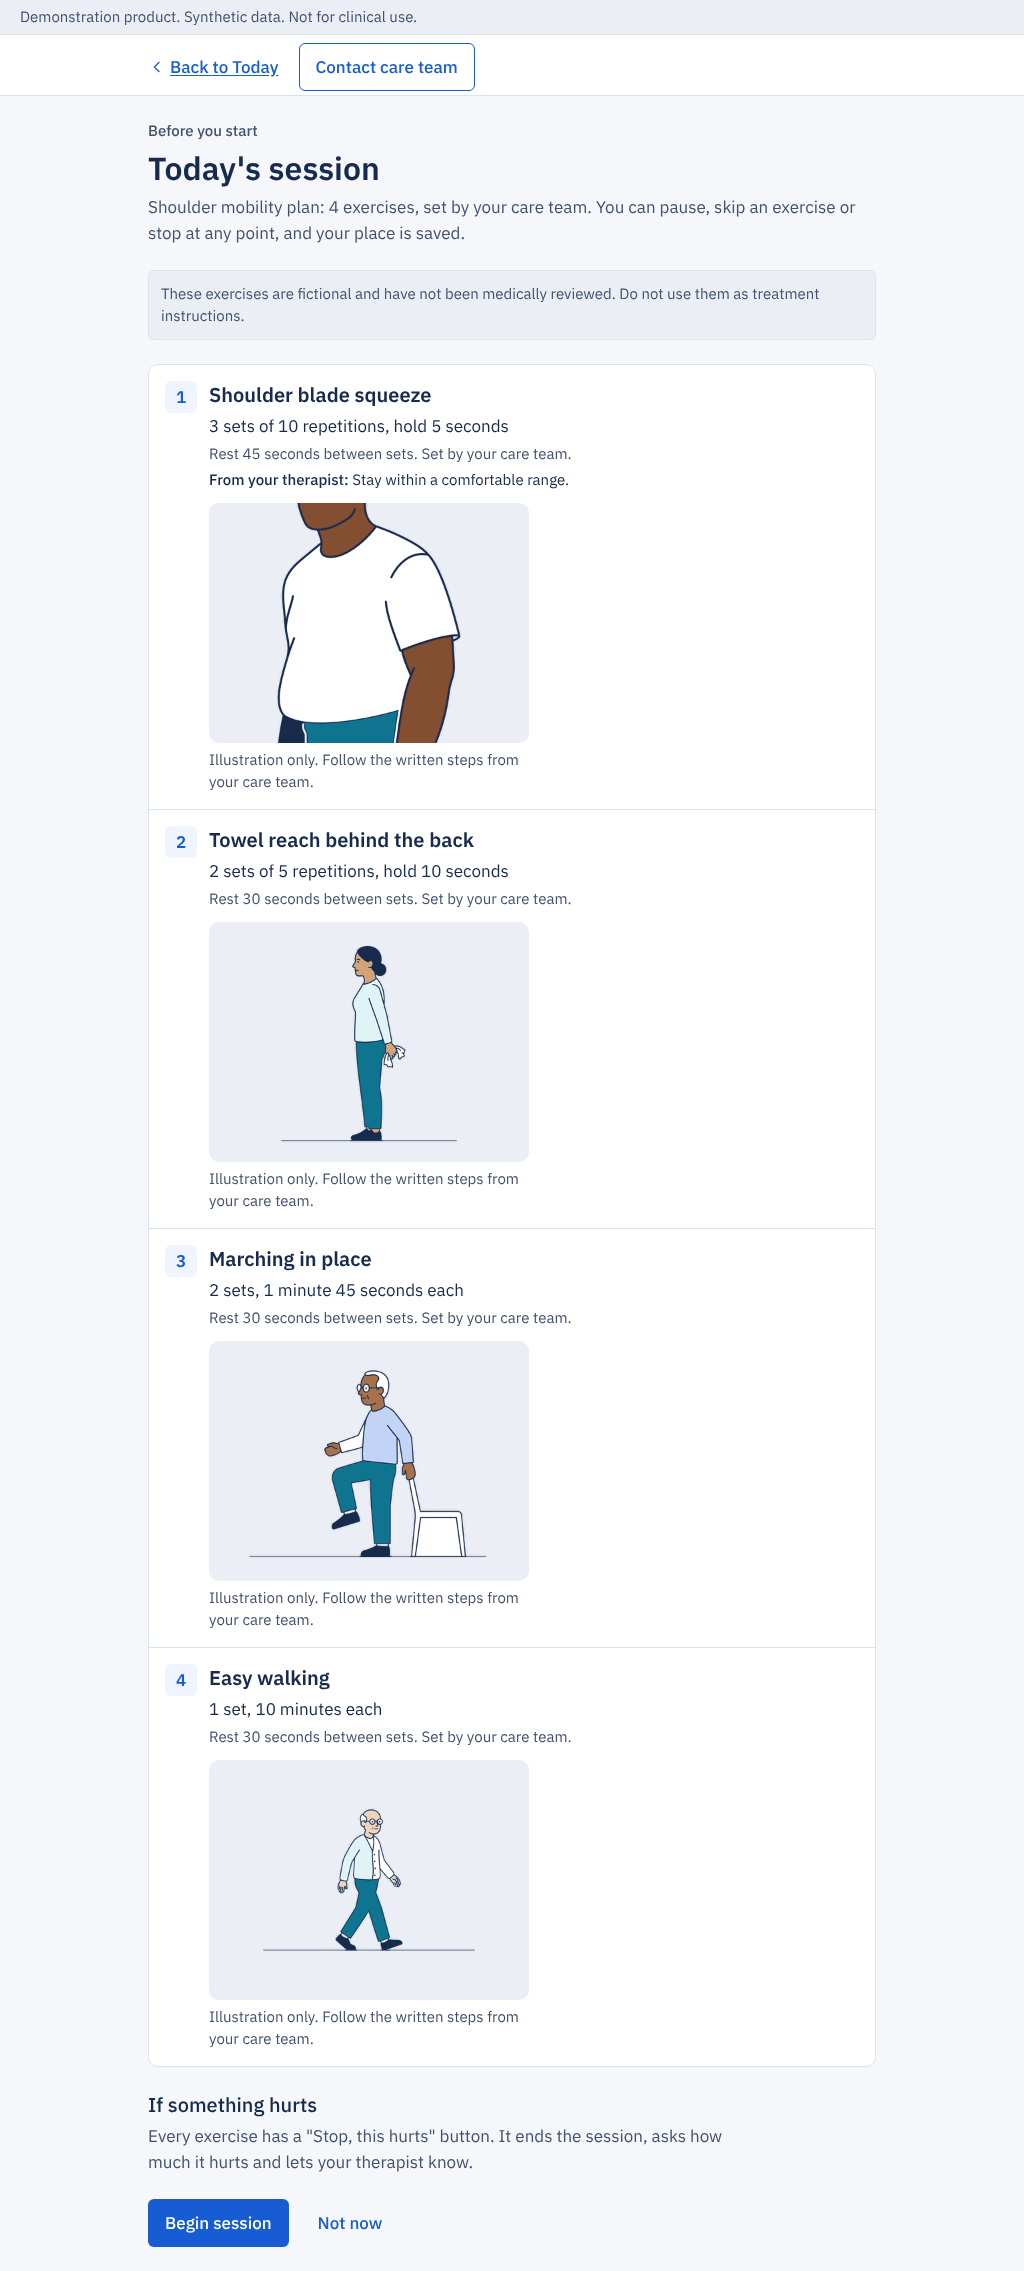 Demonstration product. Synthetic data. Not for clinical use.
Back to Today
Contact care team
Before you start
Today's session
Shoulder mobility plan: 4 exercises, set by your care team. You can pause, skip an exercise or
stop at any point, and your place is saved.
These exercises are fictional and have not been medically reviewed. Do not use them as treatment
instructions.
1
Shoulder blade squeeze
3 sets of 10 repetitions, hold 5 seconds
Rest 45 seconds between sets. Set by your care team.
From your therapist: Stay within a comfortable range.
Illustration only. Follow the written steps from
your care team.
2
Towel reach behind the back
2 sets of 5 repetitions, hold 10 seconds
Rest 30 seconds between sets. Set by your care team.
Illustration only. Follow the written steps from
your care team.
3
Marching in place
2 sets, 1 minute 45 seconds each
Rest 30 seconds between sets. Set by your care team.
Illustration only. Follow the written steps from
your care team.
4
Easy walking
1 set, 10 minutes each
Rest 30 seconds between sets. Set by your care team.
Illustration only. Follow the written steps from
your care team.
If something hurts
Every exercise has a "Stop, this hurts" button. It ends the session, asks how
much it hurts and lets your therapist know.
Begin session
Not now